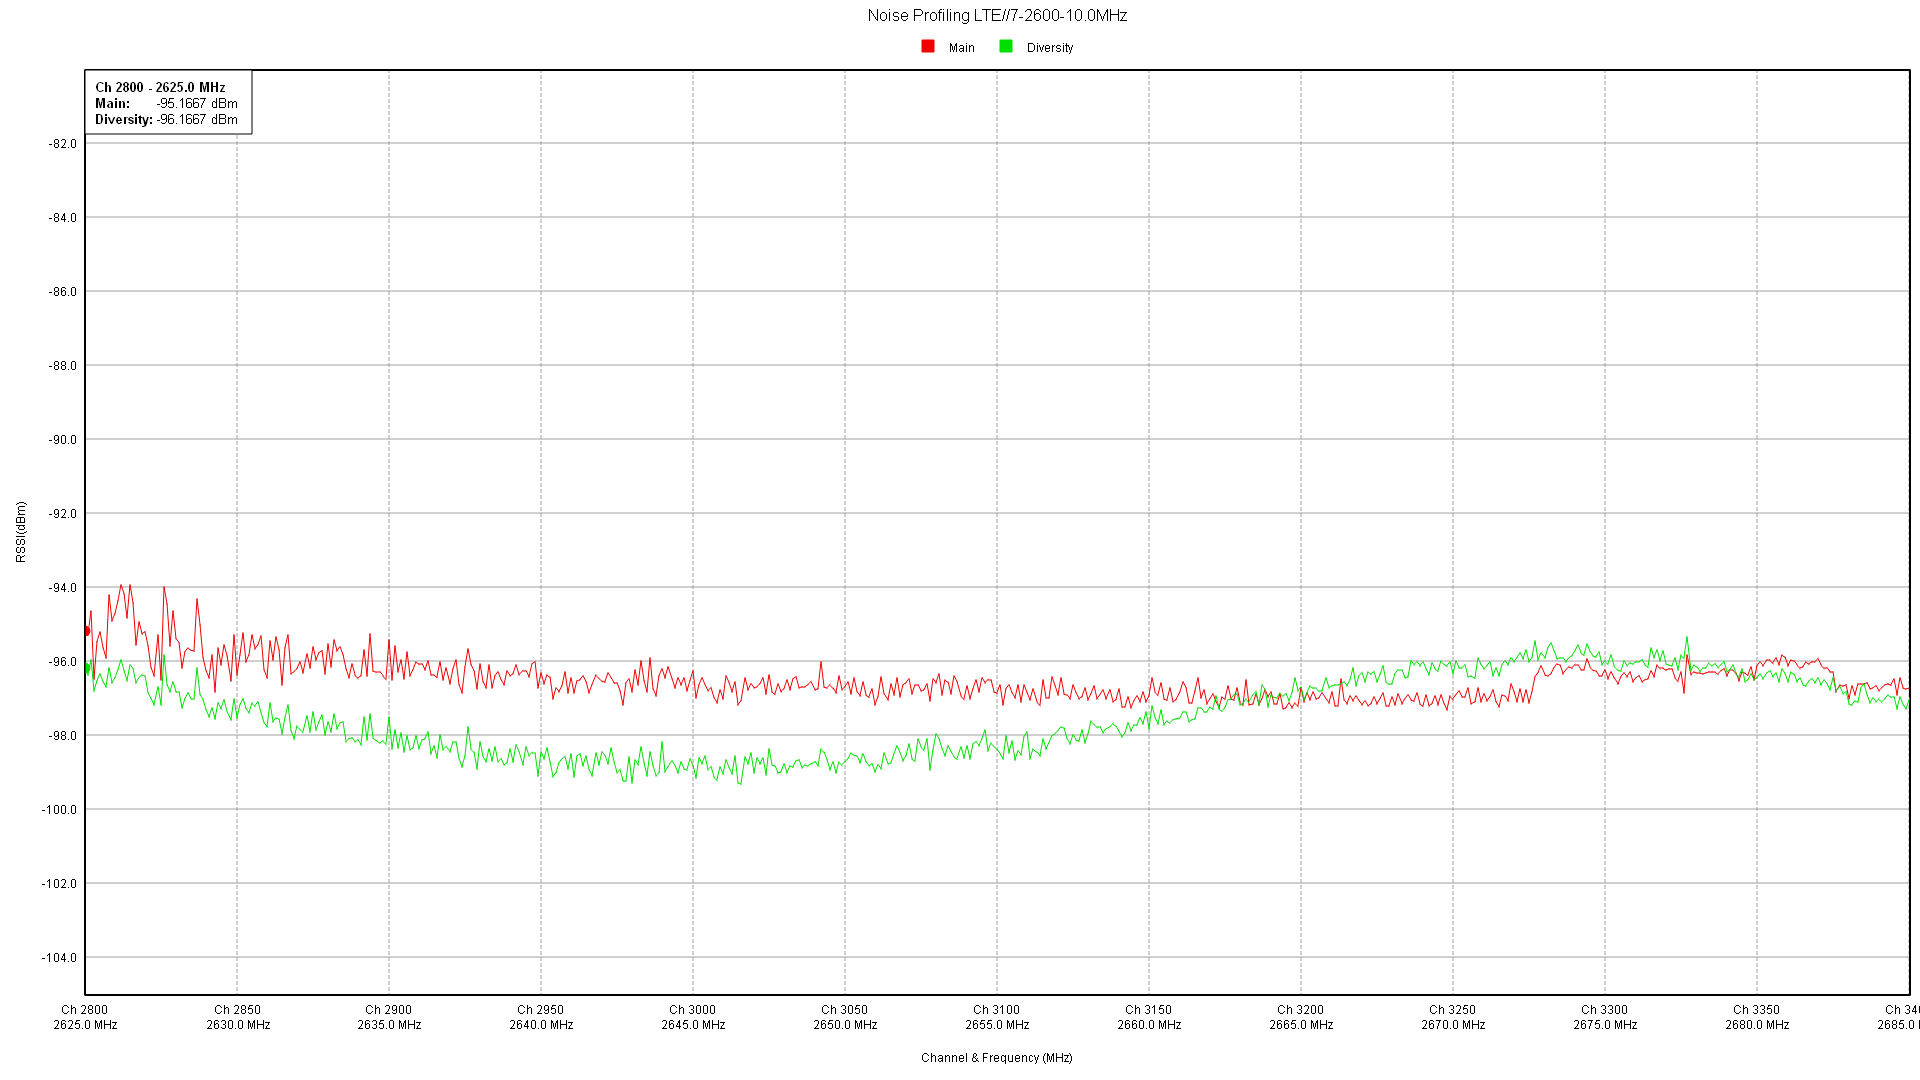 Noise Profiling LTE//7-2600-10.0MHz
Main Diversity
Ch 2800 - 2625.0 MHz
Main: -95.1667 dBm
Diversity: -96.1667 dBm
-82.0
-84.0
-86.0
-88.0
-90.0
-92.0
-94.0
-96.0
-98.0
-100.0
-102.0
-104.0
RSSI(dBm)
Ch 2800 Ch 2850 Ch 2900 Ch 2950 Ch 3000 Ch 3050 Ch 3100 Ch 3150 Ch 3200 Ch 3250 Ch 3300 Ch 3350 Ch 34
2625.0 MHz 2630.0 MHz 2635.0 MHz 2640.0 MHz 2645.0 MHz 2650.0 MHz 2655.0 MHz 2660.0 MHz 2665.0 MHz 2670.0 MHz 2675.0 MHz 2680.0 MHz 2685.0
Channel & Frequency (MHz)